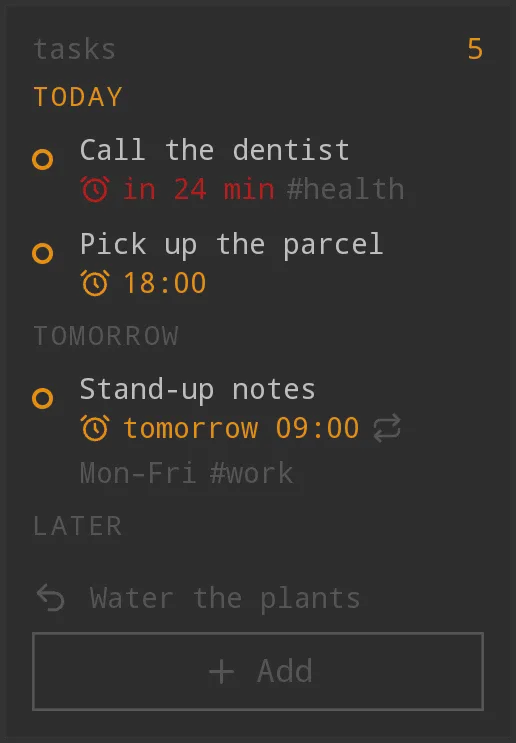 tasks 5
TODAY
Call the dentist
in 24 min #health
Pick up the parcel
18:00
TOMORROW
Stand-up notes
tomorrow 09:00
Mon–Fri #work
LATER
Water the plants
+ Add